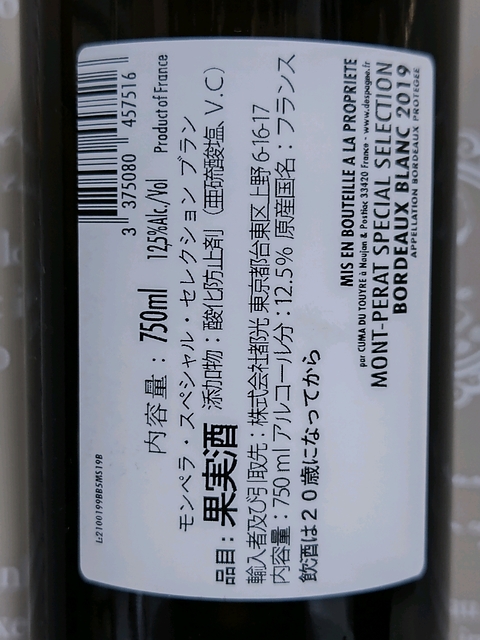 3 375080 457516
L:2100199BB5MS19B
内容量： 750ml 12,5%Alc./Vol Product of France
モンペラ・スペシャル・セレクション ブラン
品目：果実酒 添加物：酸化防止剤（亜硫酸塩、V.C）
輸入者及び引取先：株式会社都光 東京都台東区上野 6-16-17
内容量：750 ml アルコール分：12.5% 原産国名：フランス
飲酒は２０歳になってから
MIS EN BOUTEILLE A LA PROPRIETE
par CUMA DU TOUYRE à Naujan & Postiac 33420 France - www.despagne.fr
MONT-PERAT SPECIAL SELECTION
BORDEAUX BLANC 2019
APPELLATION BORDEAUX PROTEGEE